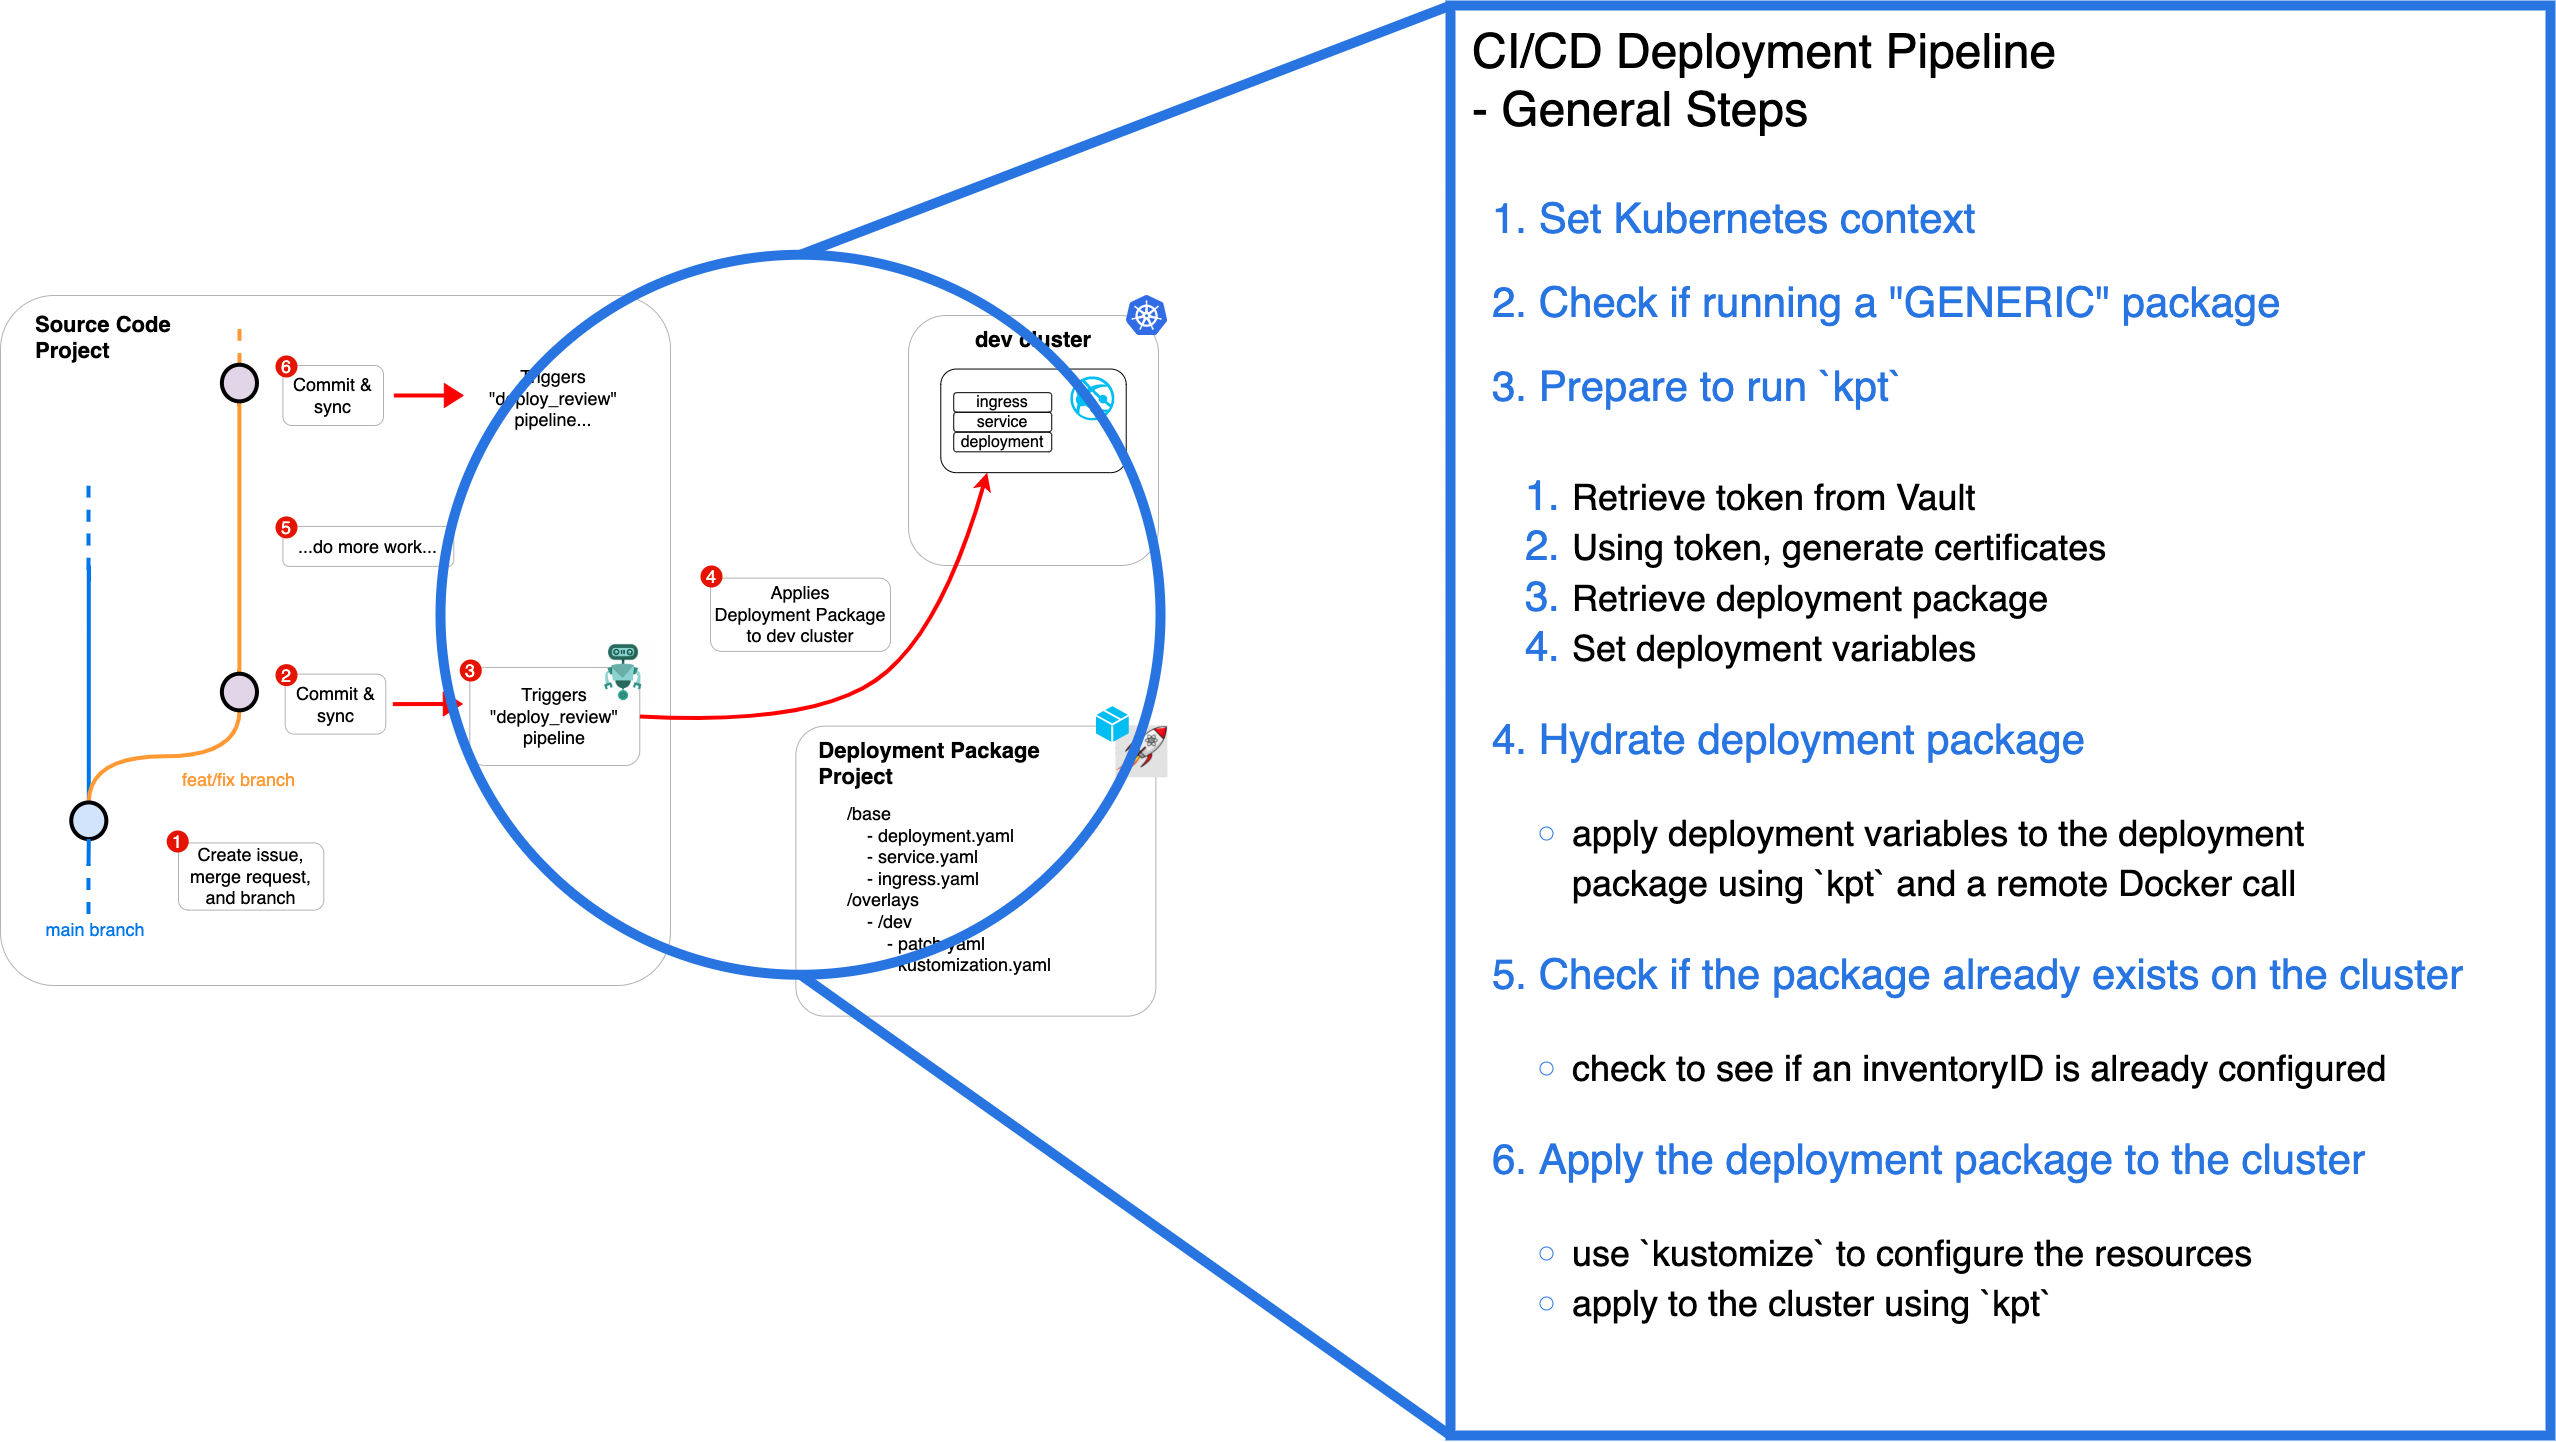 Source Code
Project
6
Commit &
sync
Triggers
"deploy_review"
pipeline...
5
...do more work...
2
Commit &
sync
3
Triggers
"deploy_review"
pipeline
feat/fix branch
1
Create issue,
merge request,
and branch
main branch
4
Applies
Deployment Package
to dev cluster
dev cluster
ingress
service
deployment
Deployment Package
Project
/base
- deployment.yaml
- service.yaml
- ingress.yaml
/overlays
- /dev
- patch.yaml
kustomization.yaml
CI/CD Deployment Pipeline
- General Steps
1. Set Kubernetes context
2. Check if running a "GENERIC" package
3. Prepare to run `kpt`
1. Retrieve token from Vault
2. Using token, generate certificates
3. Retrieve deployment package
4. Set deployment variables
4. Hydrate deployment package
○ apply deployment variables to the deployment
package using `kpt` and a remote Docker call
5. Check if the package already exists on the cluster
○ check to see if an inventoryID is already configured
6. Apply the deployment package to the cluster
○ use `kustomize` to configure the resources
○ apply to the cluster using `kpt`